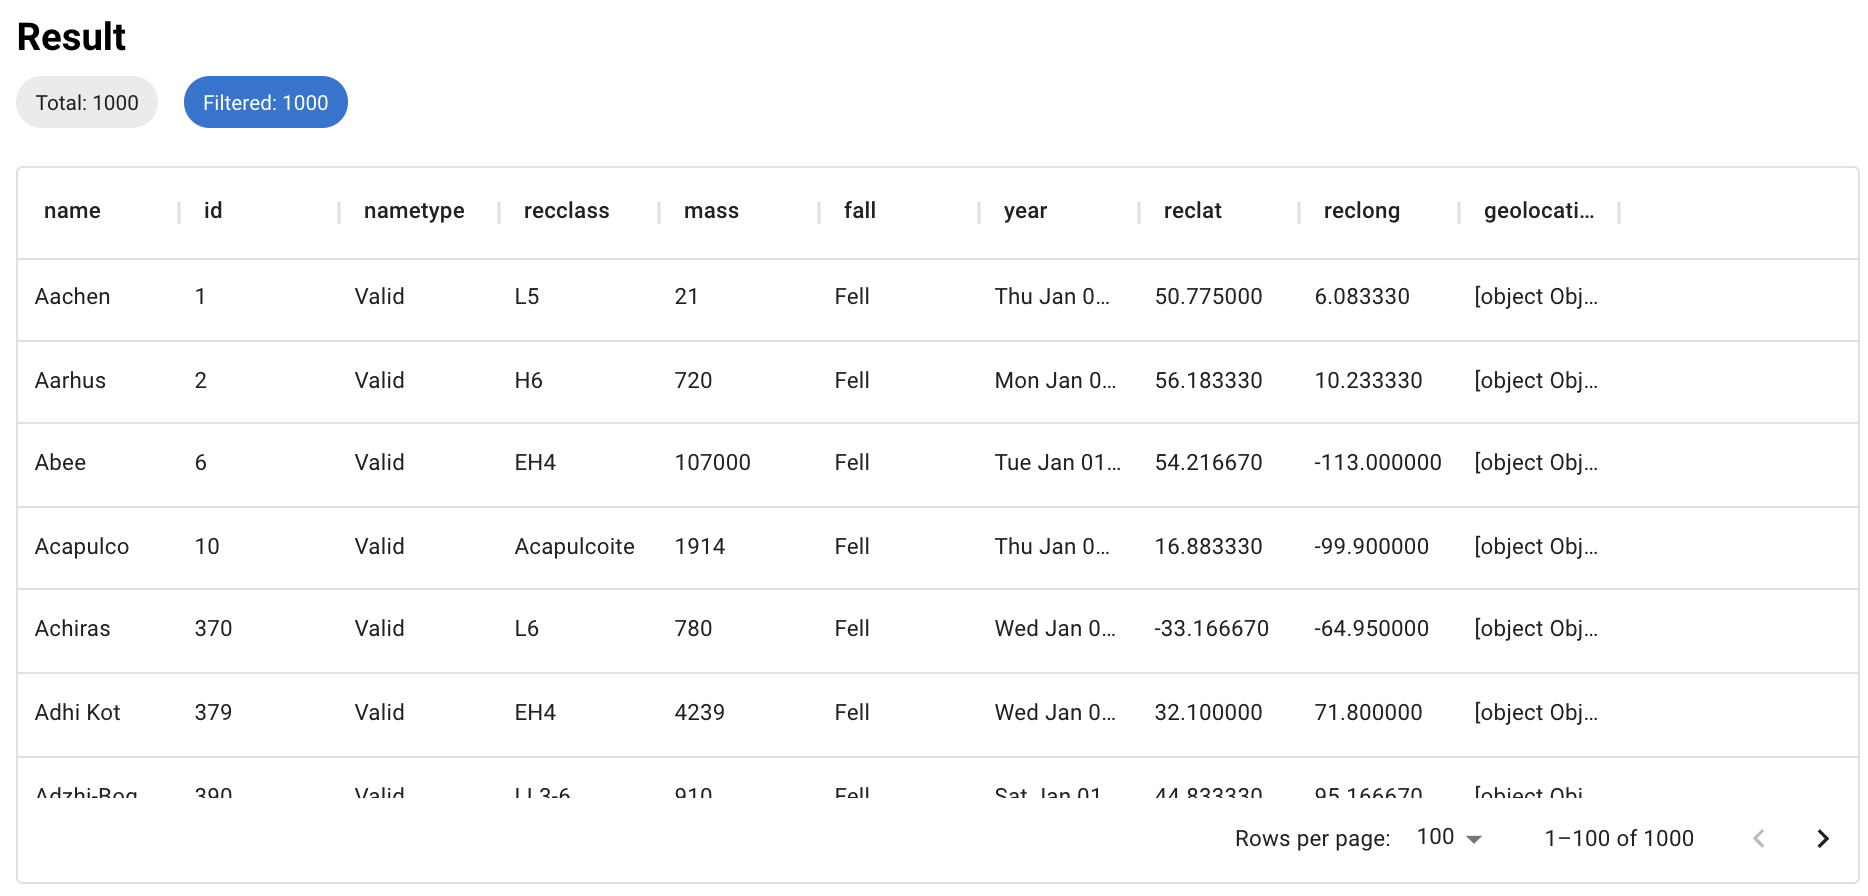 Result
Total: 1000 Filtered: 1000
name id nametype recclass mass fall year reclat reclong geolocati...
Aachen 1 Valid L5 21 Fell Thu Jan 0... 50.775000 6.083330 [object Obj...
Aarhus 2 Valid H6 720 Fell Mon Jan 0... 56.183330 10.233330 [object Obj...
Abee 6 Valid EH4 107000 Fell Tue Jan 01... 54.216670 -113.000000 [object Obj...
Acapulco 10 Valid Acapulcoite 1914 Fell Thu Jan 0... 16.883330 -99.900000 [object Obj...
Achiras 370 Valid L6 780 Fell Wed Jan 0... -33.166670 -64.950000 [object Obj...
Adhi Kot 379 Valid EH4 4239 Fell Wed Jan 0... 32.100000 71.800000 [object Obj...
Adzhi-Bog 390 Valid LL3-6 910 Fell Sat Jan 01 44.833330 95.166670 [object Obj
Rows per page: 100 1–100 of 1000